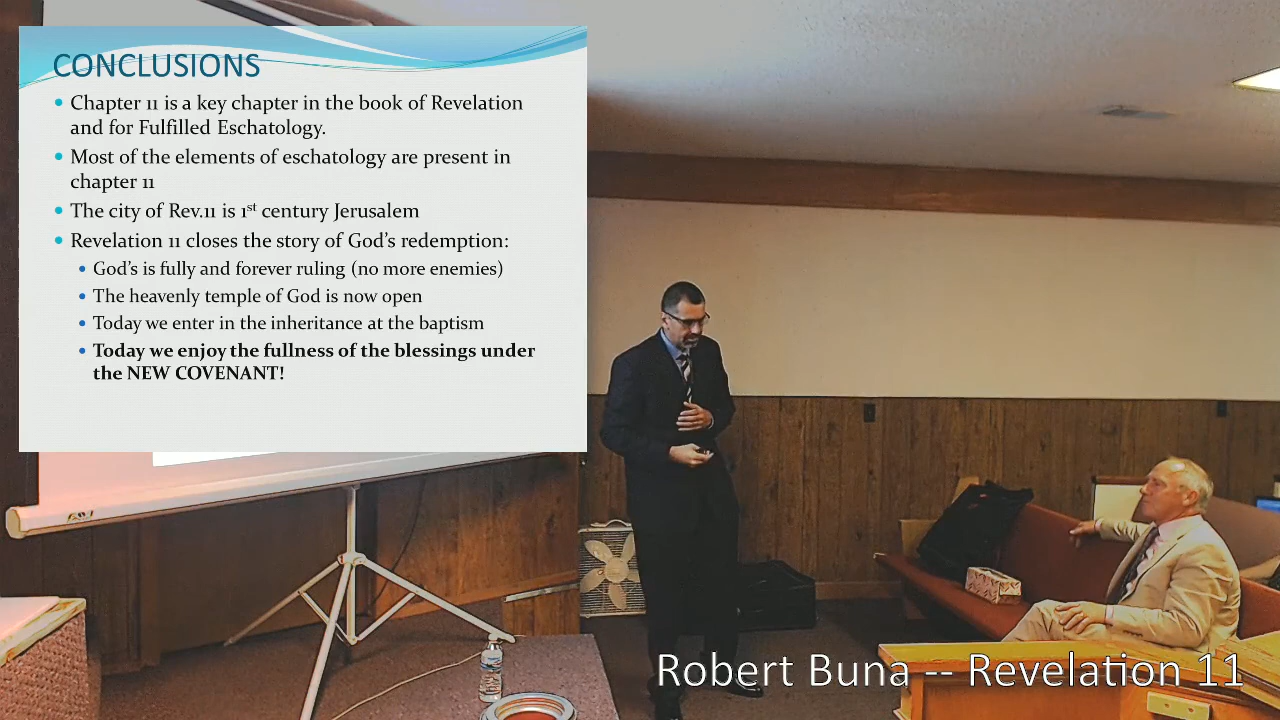 CONCLUSIONS
• Chapter 11 is a key chapter in the book of Revelation
and for Fulfilled Eschatology.
• Most of the elements of eschatology are present in
chapter 11
• The city of Rev.11 is 1st century Jerusalem
• Revelation 11 closes the story of God's redemption:
• God's is fully and forever ruling (no more enemies)
• The heavenly temple of God is now open
• Today we enter in the inheritance at the baptism
• Today we enjoy the fullness of the blessings under
the NEW COVENANT!
Robert Buna -- Revelation 11